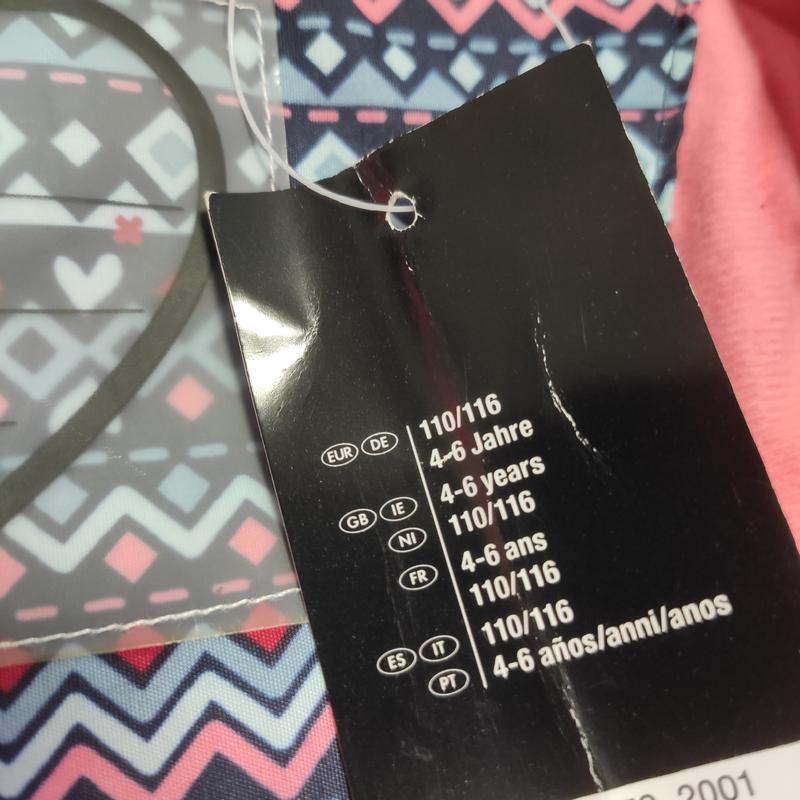 EUR DE 110/116
4-6 Jahre
4-6 years
GB IE 110/116
NI
4-6 ans
FR 110/116
110/116
ES IT 4-6 años/anni/anos
PT
2001